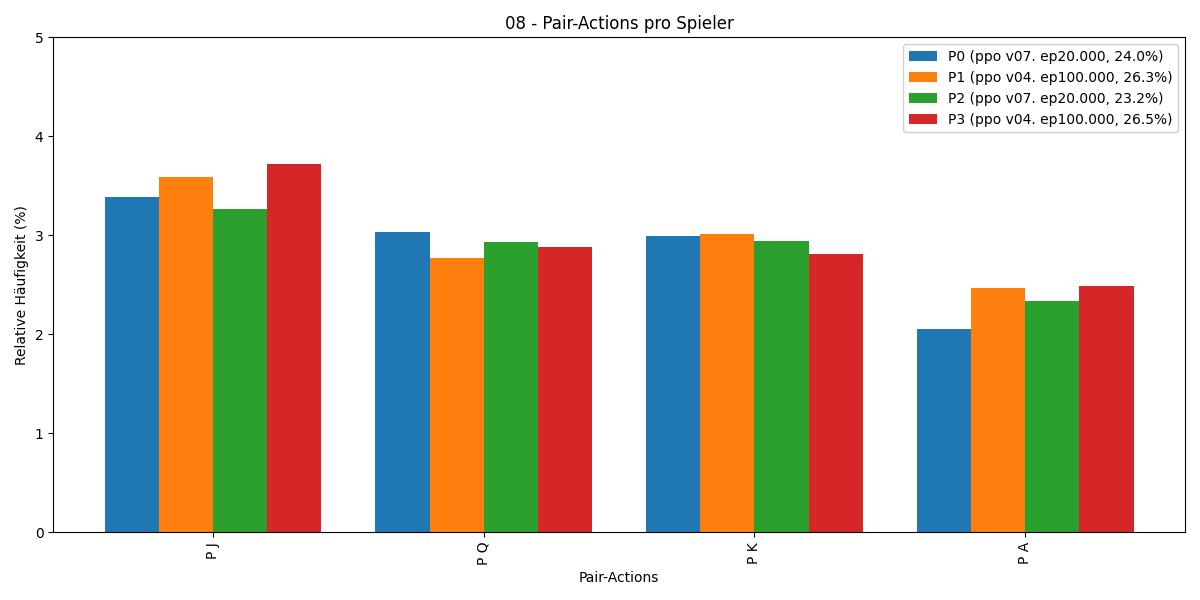 08 - Pair-Actions pro Spieler
Relative Häufigkeit (%)
5
4
3
2
1
0
P0 (ppo v07. ep20.000, 24.0%)
P1 (ppo v04. ep100.000, 26.3%)
P2 (ppo v07. ep20.000, 23.2%)
P3 (ppo v04. ep100.000, 26.5%)
P J
P Q
P K
P A
Pair-Actions